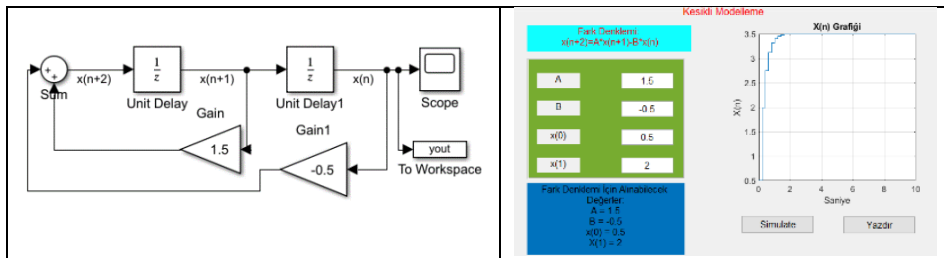 +
+
Sum
x(n+2)
1
z
Unit Delay
x(n+1)
1
z
Unit Delay1
x(n)
Scope
Gain
1.5
Gain1
-0.5
yout
To Workspace
Kesikli Modelleme
Fark Denklemi
x(n+2)=A*x(n+1)-B*x(n)
A
1.5
B
-0.5
x(0)
0.5
x(1)
2
Fark Denklemi İçin Alınabilecek
Değerler:
A = 1.5
B = -0.5
x(0) = 0.5
X(1) = 2
X(n) Grafiği
X(n)
3.5
3
2.5
2
1.5
1
0.5
0 2 4 6 8 10
Saniye
Simulate
Yazdır